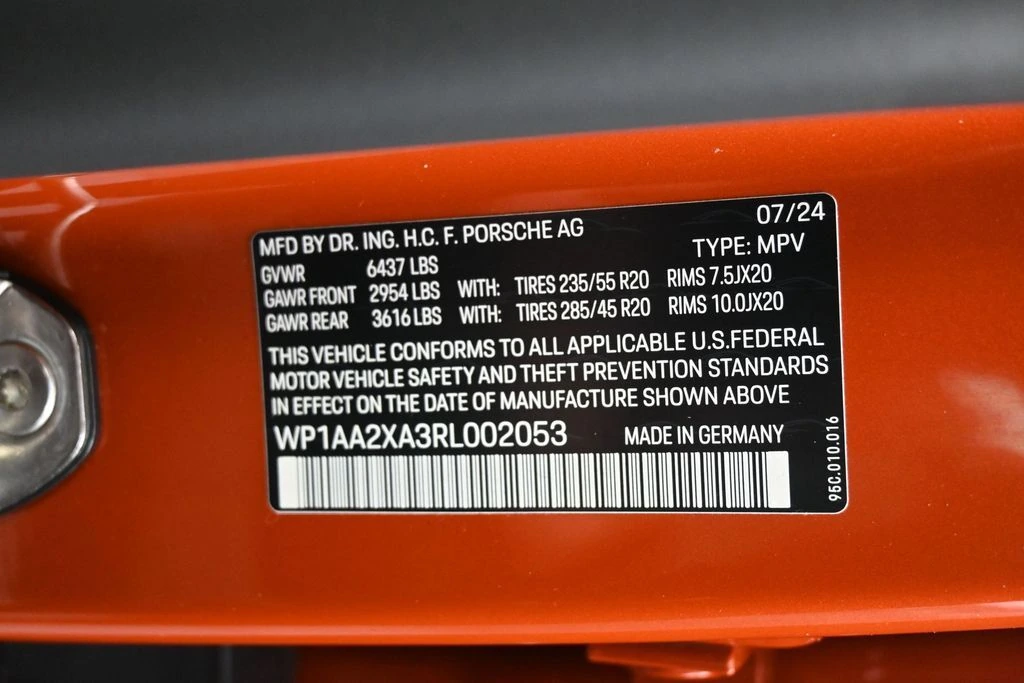 07/24
MFD BY DR. ING. H.C. F. PORSCHE AG
TYPE: MPV
GVWR 6437 LBS
GAWR FRONT 2954 LBS WITH: TIRES 235/55 R20 RIMS 7.5JX20
GAWR REAR 3616 LBS WITH: TIRES 285/45 R20 RIMS 10.0JX20
THIS VEHICLE CONFORMS TO ALL APPLICABLE U.S.FEDERAL
MOTOR VEHICLE SAFETY AND THEFT PREVENTION STANDARDS
IN EFFECT ON THE DATE OF MANUFACTURE SHOWN ABOVE
WP1AA2XA3RL002053 MADE IN GERMANY
95C.010.016